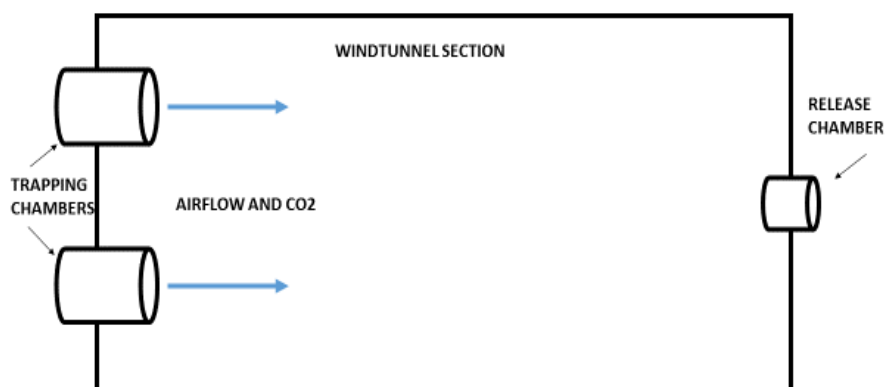 WINDTUNNEL SECTION
RELEASE
CHAMBER
TRAPPING
CHAMBERS
AIRFLOW AND CO2